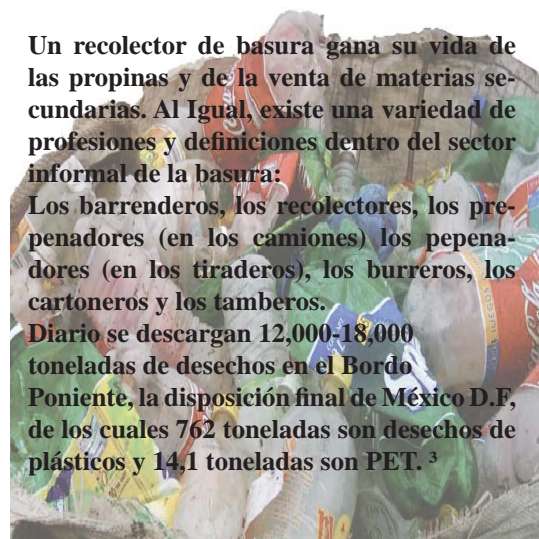 Un recolector de basura gana su vida de
las propinas y de la venta de materias se-
cundarias. Al Igual, existe una variedad de
profesiones y definiciones dentro del sector
informal de la basura:
Los barrenderos, los recolectores, los pre-
penadores (en los camiones) los pepena-
dores (en los tiraderos), los burreros, los
cartoneros y los tamberos.
Diario se descargan 12,000-18,000
toneladas de desechos en el Bordo
Poniente, la disposición final de México D.F,
de los cuales 762 toneladas son desechos de
plásticos y 14,1 toneladas son PET. ³